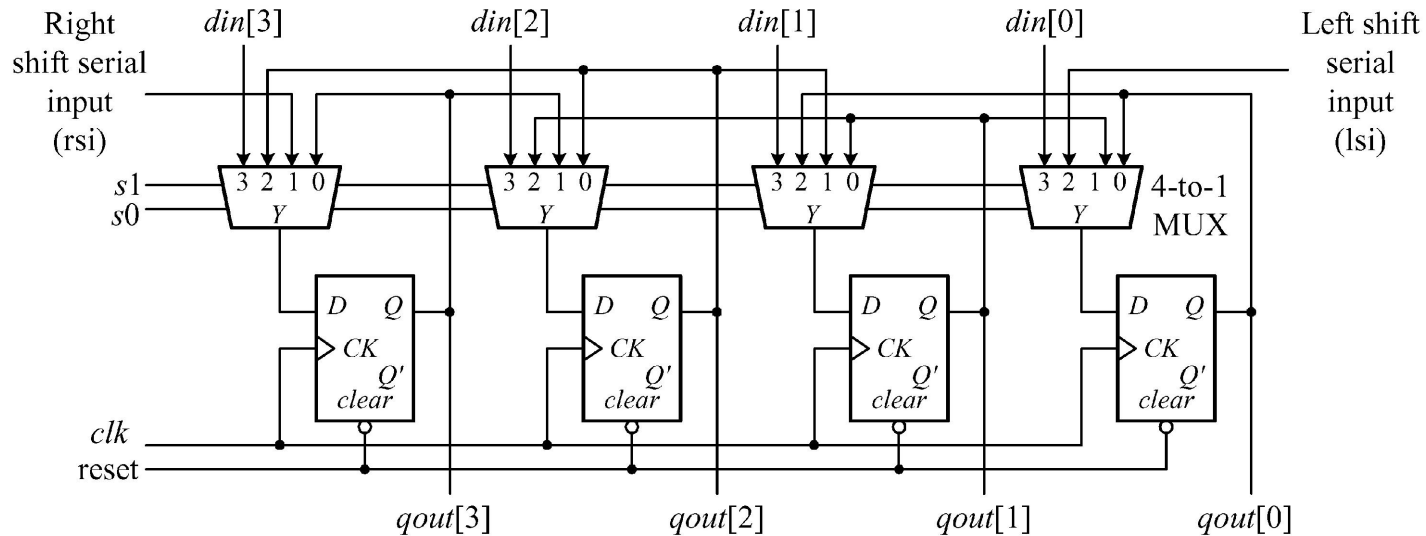 Right
shift serial
input
(rsi)
din[3]
din[2]
din[1]
din[0]
Left shift
serial
input
(lsi)
s1
s0
3 2 1 0
Y
3 2 1 0
Y
3 2 1 0
Y
3 2 1 0
Y
4-to-1
MUX
D Q
CK
Q'
clear
D Q
CK
Q'
clear
D Q
CK
Q'
clear
D Q
CK
Q'
clear
clk
reset
qout[3]
qout[2]
qout[1]
qout[0]